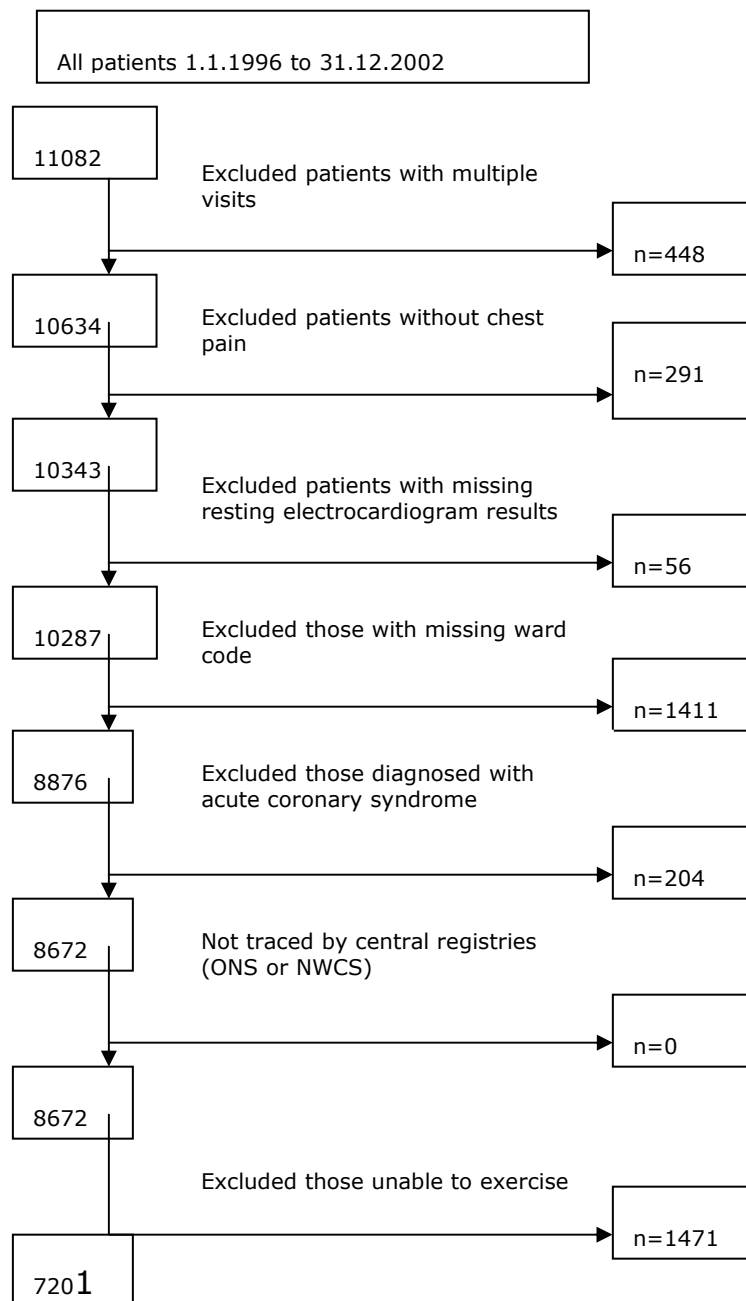 All patients 1.1.1996 to 31.12.2002
11082
Excluded patients with multiple
visits
n=448
10634
Excluded patients without chest
pain
n=291
10343
Excluded patients with missing
resting electrocardiogram results
n=56
10287
Excluded those with missing ward
code
n=1411
8876
Excluded those diagnosed with
acute coronary syndrome
n=204
8672
Not traced by central registries
(ONS or NWCS)
n=0
8672
Excluded those unable to exercise
n=1471
7201